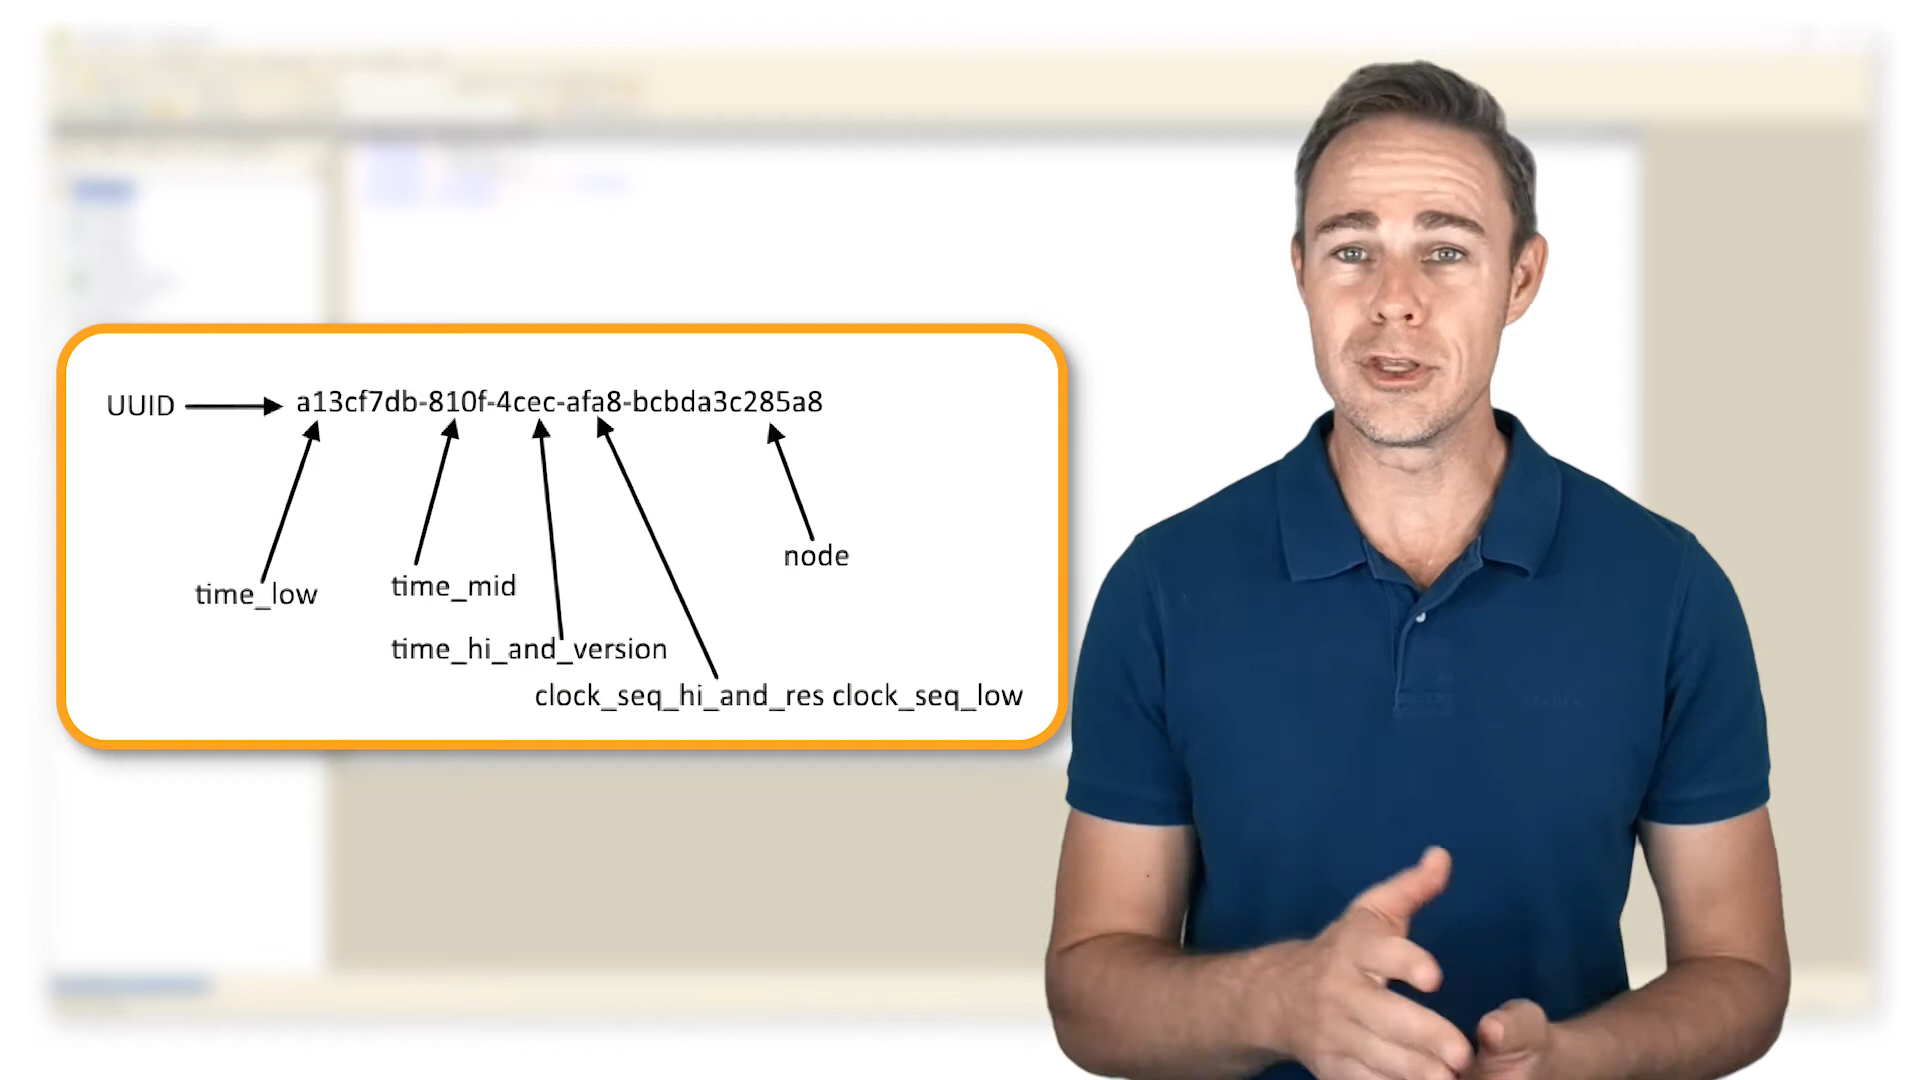 UUID
a13cf7db-810f-4cec-afa8-bcbda3c285a8
node
time_low
time_mid
time_hi_and_version
clock_seq_hi_and_res clock_seq_low